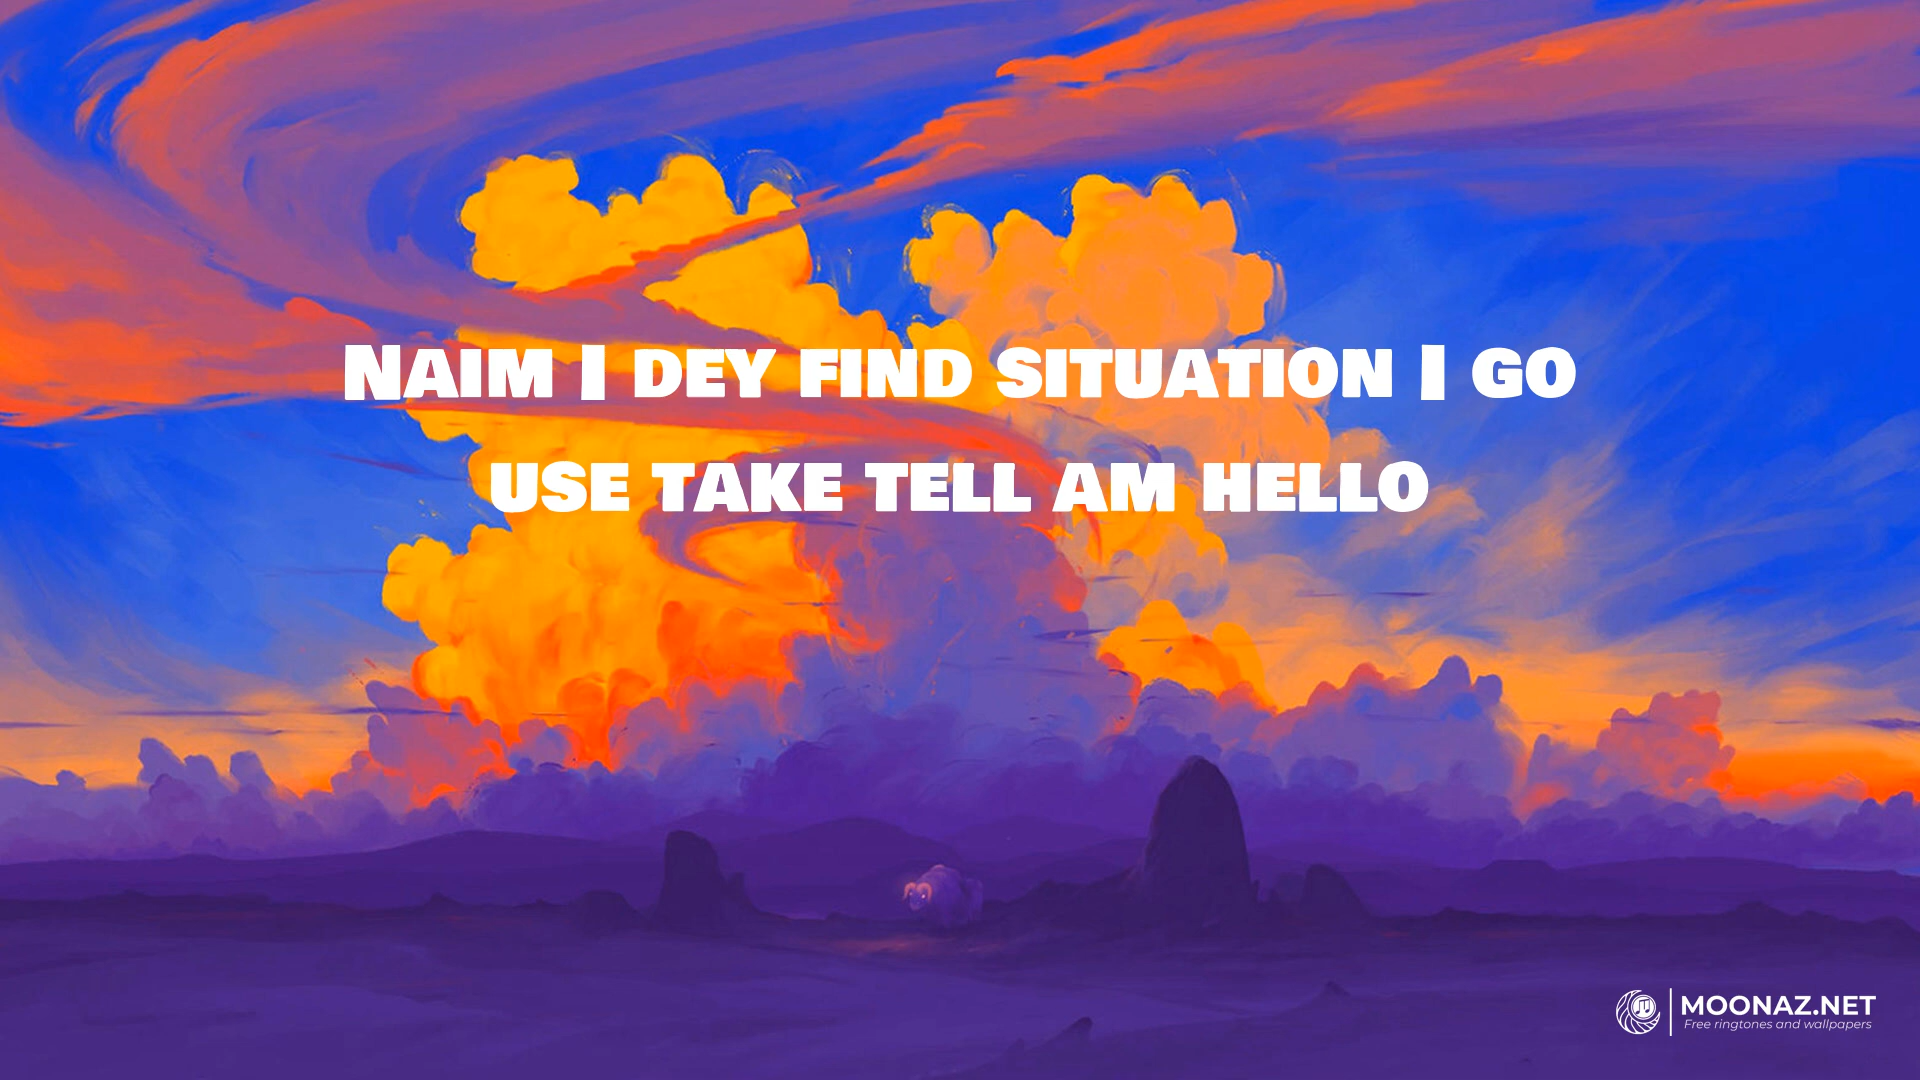 Naim I dey find situation I go
use take tell am hello
MOONAZ.NET
Free ringtones and wallpapers